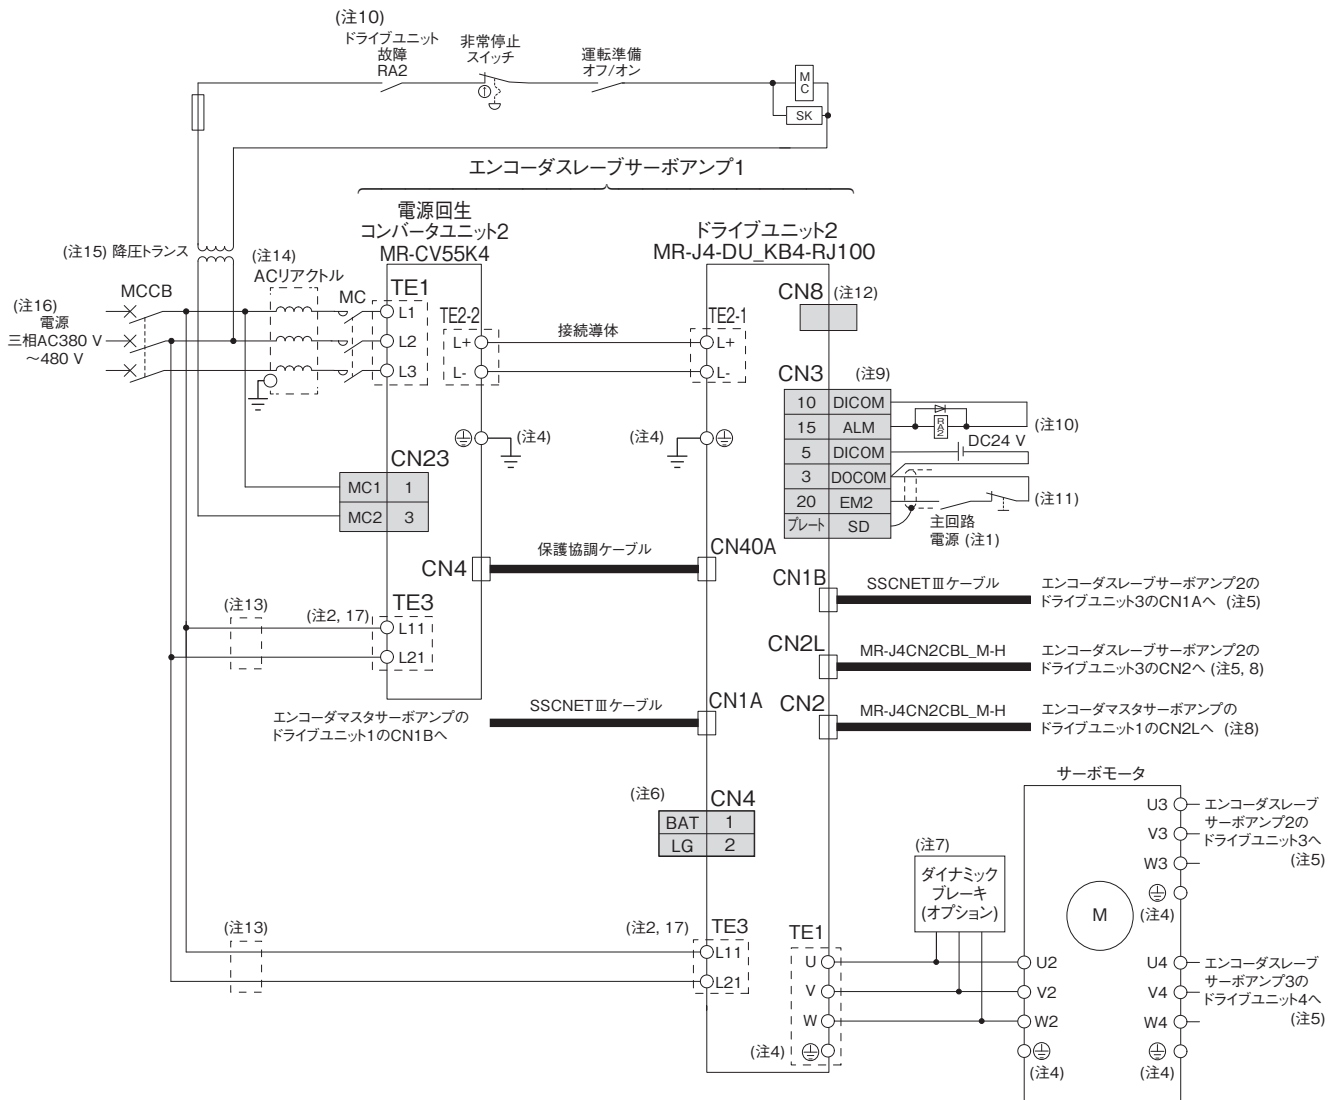 (注10)
ドライブユニット
故障
RA2
非常停止
スイッチ
運転準備
オフ/オン
MC
SK
エンコーダスレーブサーボアンプ1
電源回生
コンバータユニット2
MR-CV55K4
ドライブユニット2
MR-J4-DU_KB4-RJ100
(注15) 降圧トランス
(注14)
ACリアクトル
MCCB
MC
(注16)
電源
三相AC380 V
～480 V
TE1
L1
L2
L3
TE2-2
L+
L-
接続導体
TE2-1
L+
L-
CN8 (注12)
CN3 (注9)
10 DICOM
15 ALM
5 DICOM
3 DOCOM
20 EM2
プレート SD
RA2
(注10)
DC24 V
(注11)
主回路
電源 (注1)
(注4)
(注4)
CN23
MC1 1
MC2 3
CN4
保護協調ケーブル
CN40A
CN1B
SSCNETⅢケーブル
エンコーダスレーブサーボアンプ2の
ドライブユニット3のCN1Aへ (注5)
(注13)
(注2, 17)
TE3
L11
L21
CN2L
MR-J4CN2CBL_M-H
エンコーダスレーブサーボアンプ2の
ドライブユニット3のCN2へ (注5, 8)
エンコーダマスタサーボアンプの
ドライブユニット1のCN1Bへ
SSCNETⅢケーブル
CN1A
CN2
MR-J4CN2CBL_M-H
エンコーダマスタサーボアンプの
ドライブユニット1のCN2Lへ (注8)
(注6)
CN4
BAT 1
LG 2
サーボモータ
U3
V3
W3
エンコーダスレーブ
サーボアンプ2の
ドライブユニット3へ
(注5)
(注4)
M
(注7)
ダイナミック
ブレーキ
(オプション)
(注13)
(注2, 17)
TE3
L11
L21
TE1
U
V
W
(注4)
U2
V2
W2
(注4)
U4
V4
W4
エンコーダスレーブ
サーボアンプ3の
ドライブユニット4へ
(注5)
(注4)